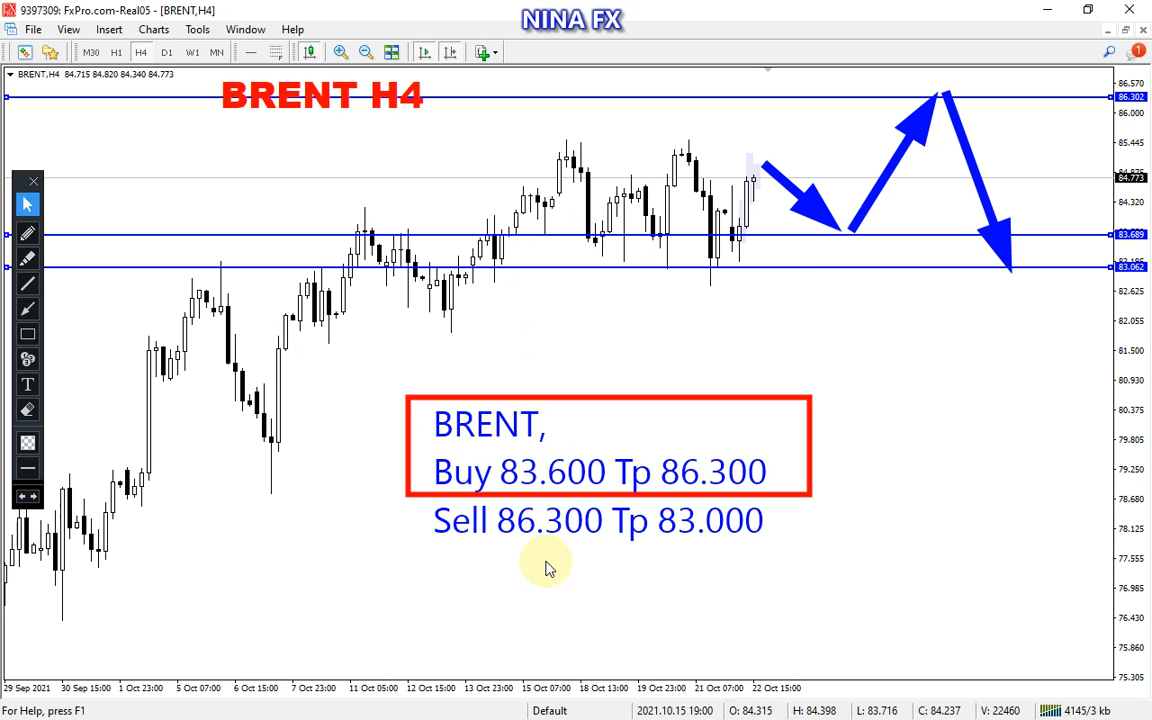 9397309: FxPro.com-Real05 - [BRENT,H4]
NINA FX
File View Insert Charts Tools Window Help
M30 H1 H4 D1 W1 MN
1
BRENT,H4 84.715 84.820 84.340 84.773
BRENT H4
86.570
86.302
86.000
85.445
84.773
84.320
83.689
83.062
82.625
82.055
81.500
80.930
80.375
79.805
79.250
78.680
78.125
77.555
76.985
76.430
75.860
75.305
T
BRENT,
Buy 83.600 Tp 86.300
Sell 86.300 Tp 83.000
29 Sep 2021 30 Sep 15:00 1 Oct 23:00 5 Oct 07:00 6 Oct 15:00 7 Oct 23:00 11 Oct 05:00 12 Oct 15:00 13 Oct 23:00 15 Oct 07:00 18 Oct 13:00 19 Oct 23:00 21 Oct 07:00 22 Oct 15:00
For Help, press F1 Default 2021.10.15 19:00 O: 84.315 H: 84.398 L: 83.716 C: 84.237 V: 22460 4145/3 kb